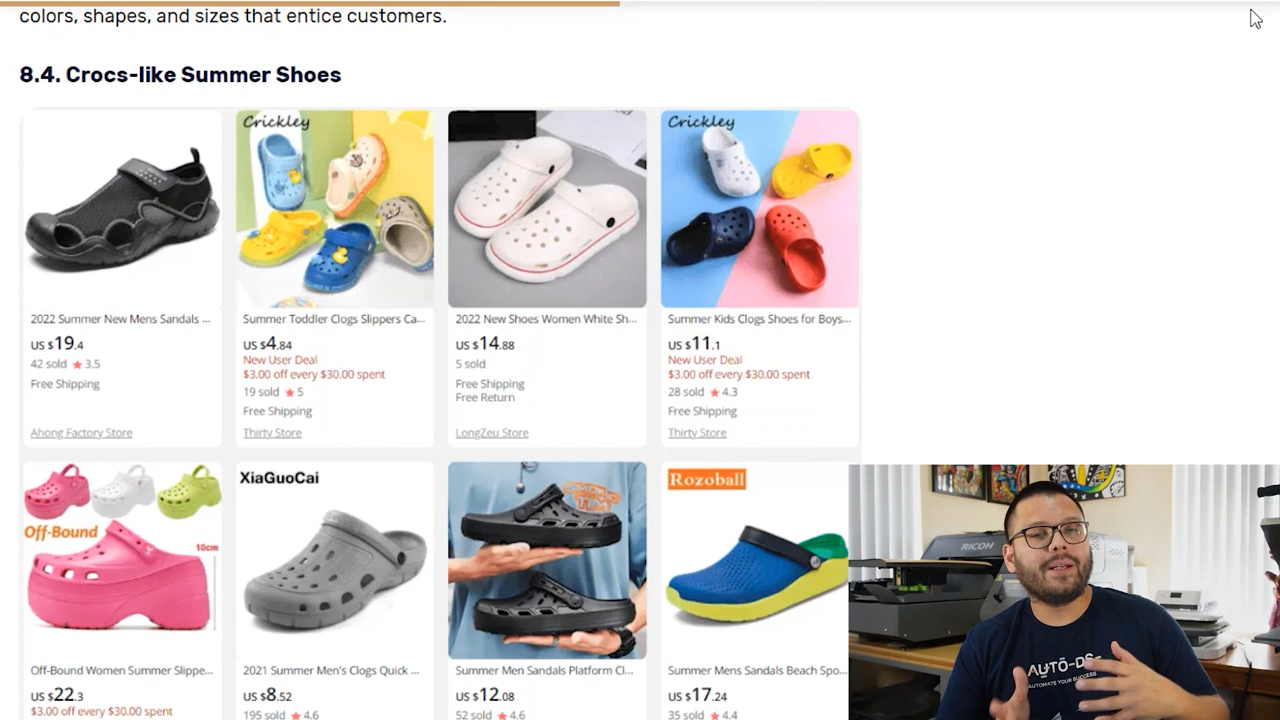 colors, shapes, and sizes that entice customers.
8.4. Crocs-like Summer Shoes
Crickley
Crickley
2022 Summer New Mens Sandals ...
Summer Toddler Clogs Slippers Ca...
2022 New Shoes Women White Sh...
Summer Kids Clogs Shoes for Boys...
US $19.4
US $4.84
US $14.88
US $11.1
New User Deal
New User Deal
$3.00 off every $30.00 spent
$3.00 off every $30.00 spent
42 sold ★ 3.5
19 sold ★ 5
5 sold
28 sold ★ 4.3
Free Shipping
Free Shipping
Free Shipping
Free Return
Free Shipping
Ahong Factory Store
Thirty Store
LongZeu Store
Thirty Store
Off-Bound
10cm
XiaGuoCai
Rozoball
RICOH
AUTO-DS
AUTOMATE YOUR SUCCESS
Off-Bound Women Summer Slippe...
2021 Summer Men's Clogs Quick ...
Summer Men Sandals Platform Cl...
Summer Mens Sandals Beach Spo...
US $22.3
US $8.52
US $12.08
US $17.24
$3.00 off every $30.00 spent
195 sold ★ 4.6
52 sold ★ 4.6
35 sold ★ 4.4